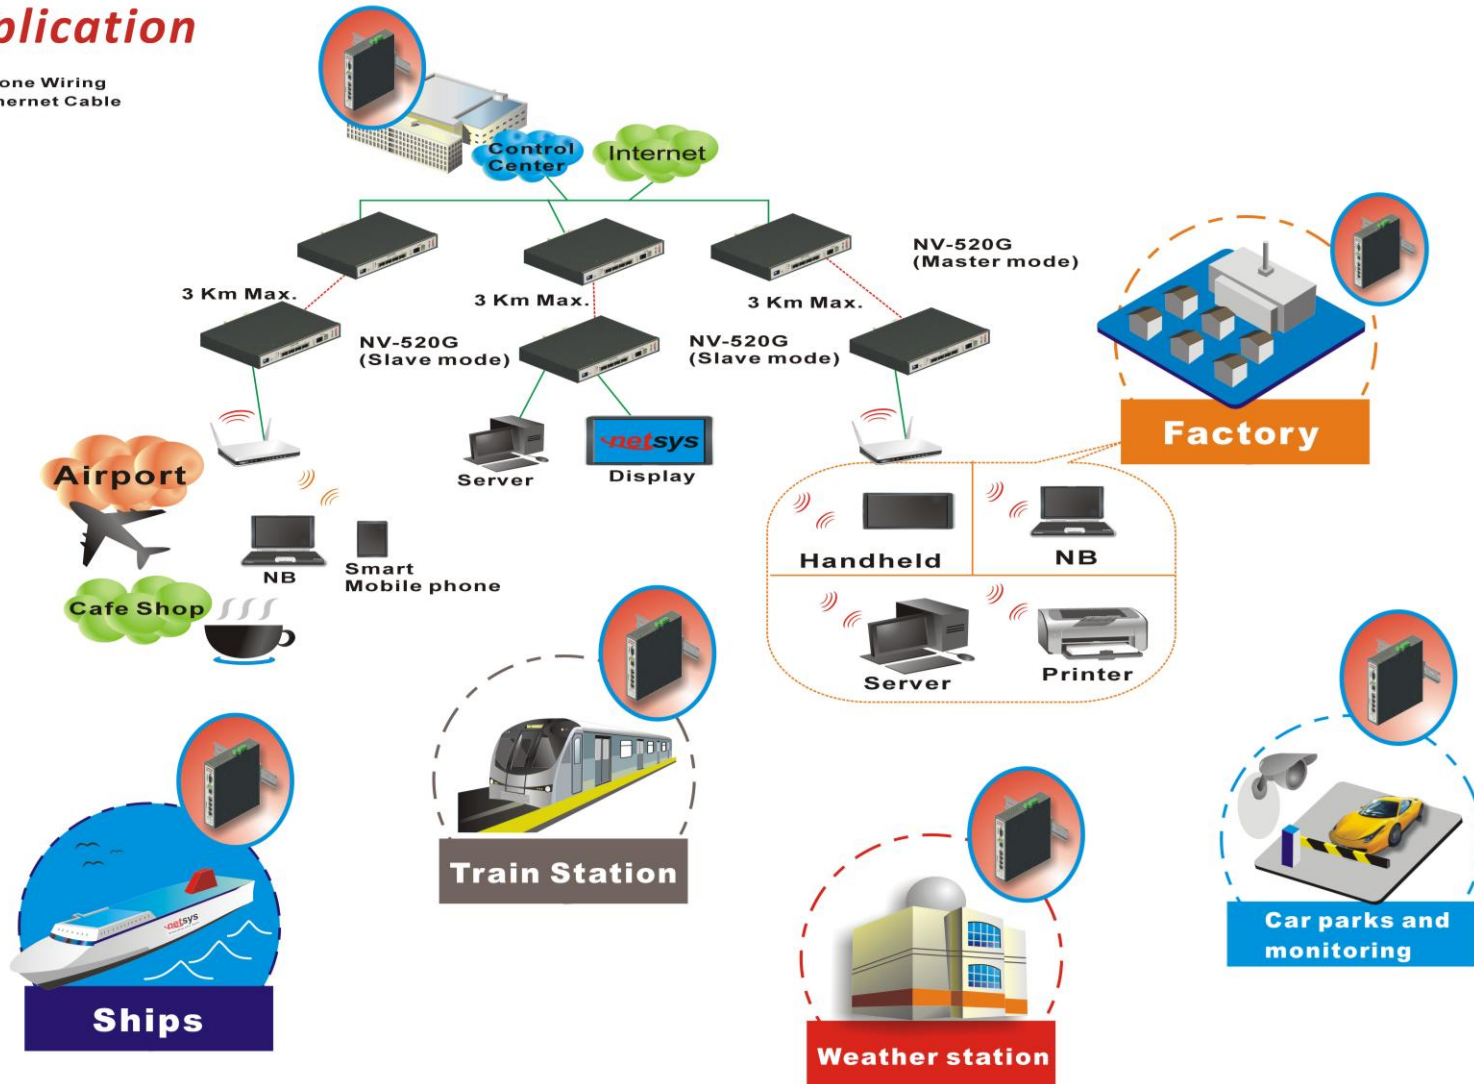 plication
one Wiring
hernet Cable
Control
Center
Internet
NV-520G
(Master mode)
3 Km Max.
3 Km Max.
3 Km Max.
NV-520G
(Slave mode)
NV-520G
(Slave mode)
Factory
Airport
Server
netsys
Display
NB
Smart
Mobile phone
Cafe Shop
Handheld
NB
Server
Printer
Train Station
netsys
Ships
Car parks and
monitoring
Weather station